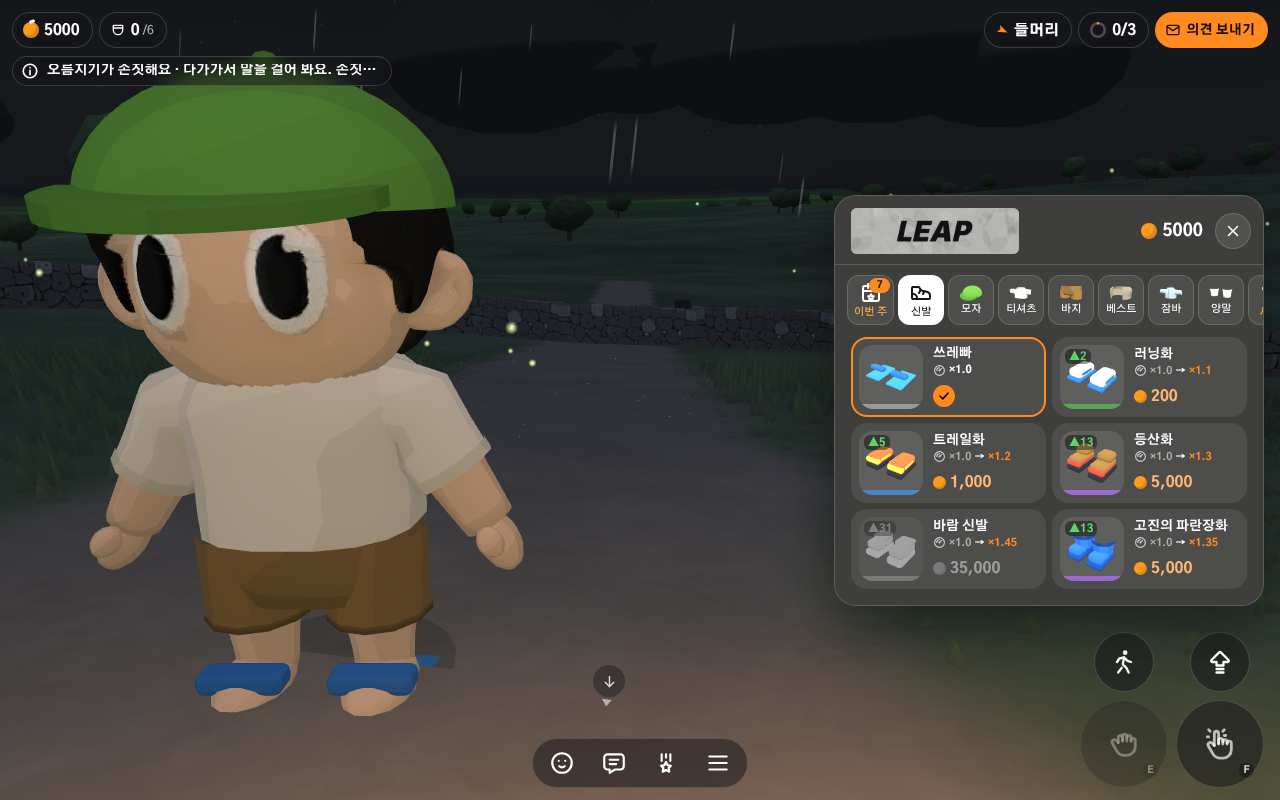 5000
0/6
들머리
0/3
의견 보내기
오름지기가 손짓해요 · 다가가서 말을 걸어 봐요. 손짓…
LEAP
5000
7
이번 주
신발
모자
티셔츠
바지
베스트
잠바
양말
쓰레빠
×1.0
▲2
러닝화
×1.0 → ×1.1
200
▲5
트레일화
×1.0 → ×1.2
1,000
▲13
등산화
×1.0 → ×1.3
5,000
▲31
바람 신발
×1.0 → ×1.45
35,000
▲13
고진의 파란장화
×1.0 → ×1.35
5,000
E
F